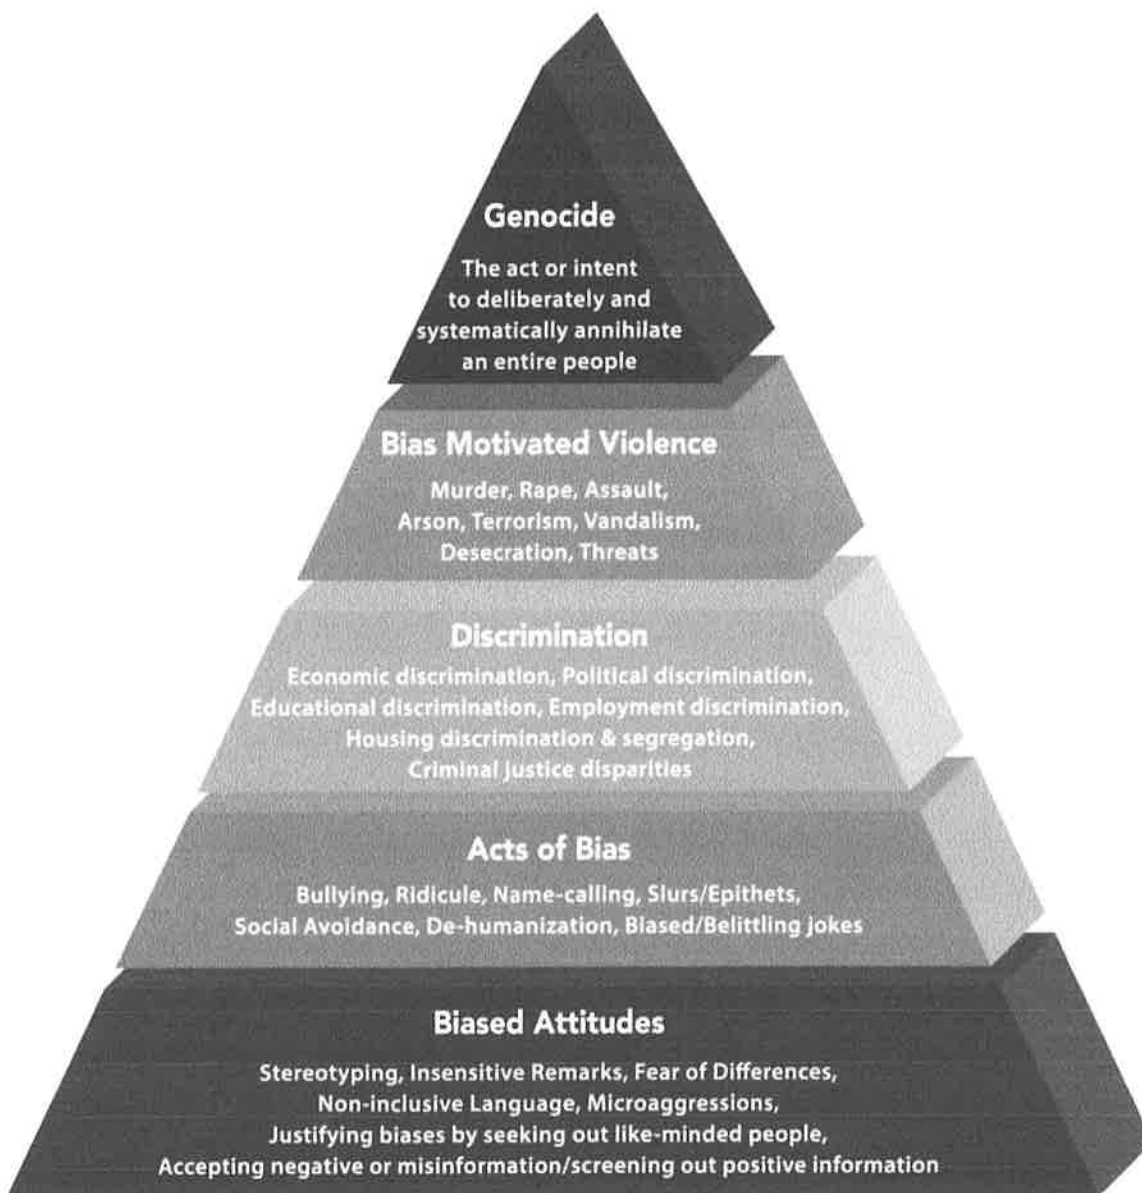 Genocide
The act or intent
to deliberately and
systematically annihilate
an entire people
Bias Motivated Violence
Murder, Rape, Assault,
Arson, Terrorism, Vandalism,
Desecration, Threats
Discrimination
Economic discrimination, Political discrimination,
Educational discrimination, Employment discrimination,
Housing discrimination & segregation,
Criminal justice disparities
Acts of Bias
Bullying, Ridicule, Name-calling, Slurs/Epithets,
Social Avoidance, De-humanization, Biased/Belittling jokes
Biased Attitudes
Stereotyping, Insensitive Remarks, Fear of Differences,
Non-inclusive Language, Microaggressions,
Justifying biases by seeking out like-minded people,
Accepting negative or misinformation/screening out positive information